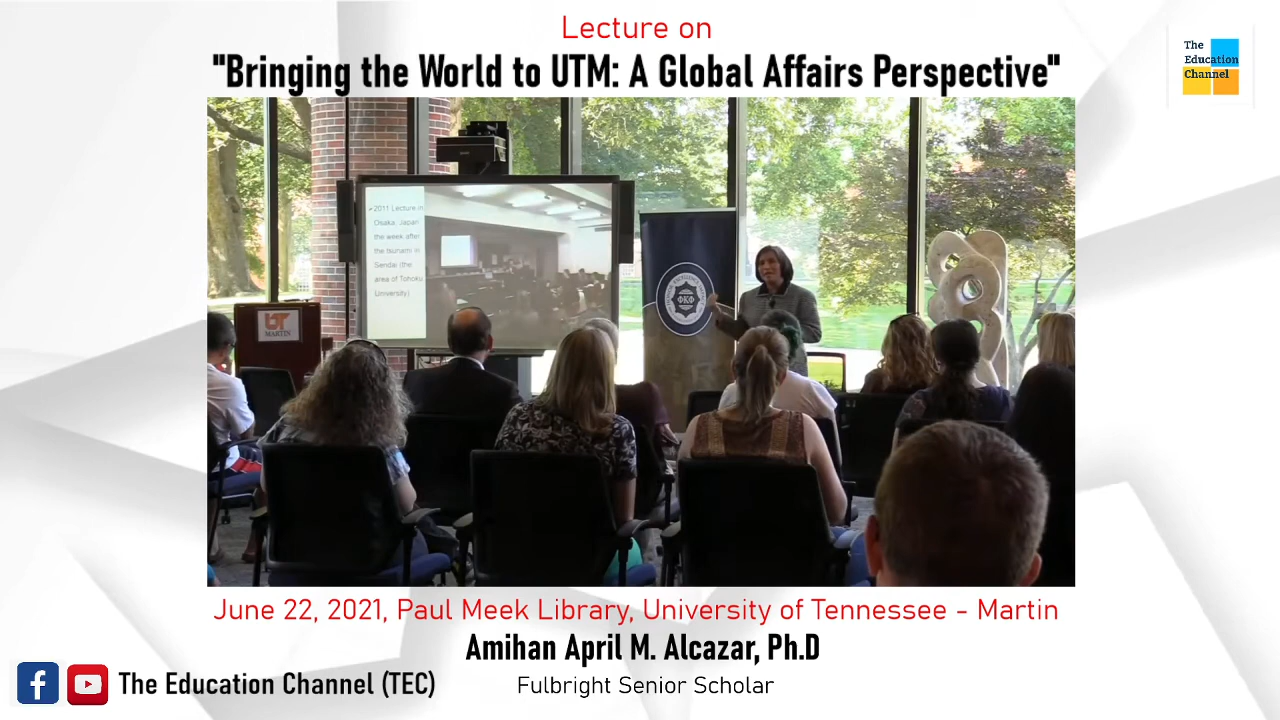 Lecture on
"Bringing the World to UTM: A Global Affairs Perspective"
The
Education
Channel
2011 Lecture in
Osaka, Japan
the week after
the tsunami in
Sendai (the
area of Tohoku
University)
UT
MARTIN
ΦΚΦ
June 22, 2021, Paul Meek Library, University of Tennessee - Martin
Amihan April M. Alcazar, Ph.D
The Education Channel (TEC)
Fulbright Senior Scholar